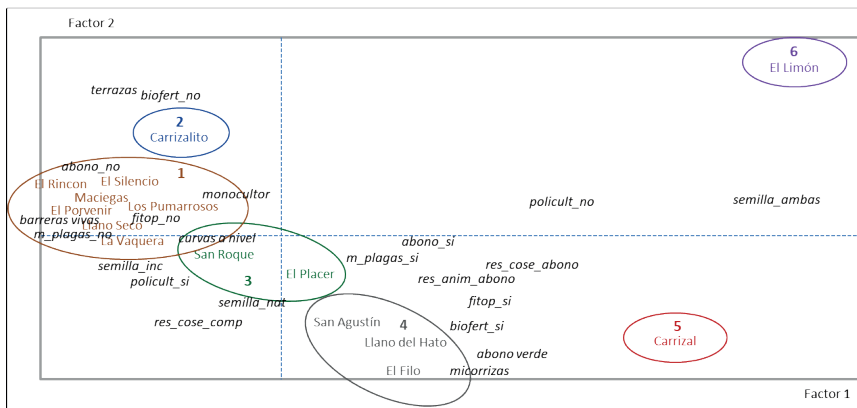 Factor 2
6
El Limón
terrazas
biofert_no
2
Carrizalito
abono_no
1
El Rincon
El Silencio
Maciegas
monocultor
El Porvenir
Los Pumarrosos
policult_no
semilla_ambas
barreras vivas
fitop_no
Llano Seco
m_plagas_no
La Vaquera
curvas a nivel
abono_si
San Roque
m_plagas_si
semilla_inc
res_cose_abono
El Placer
policult_si
3
res_anim_abono
semilla_nat
fitop_si
res_cose_comp
San Agustín
4
biofert_si
5
Llano del Hato
Carrizal
abono verde
El Filo
micorrizas
Factor 1